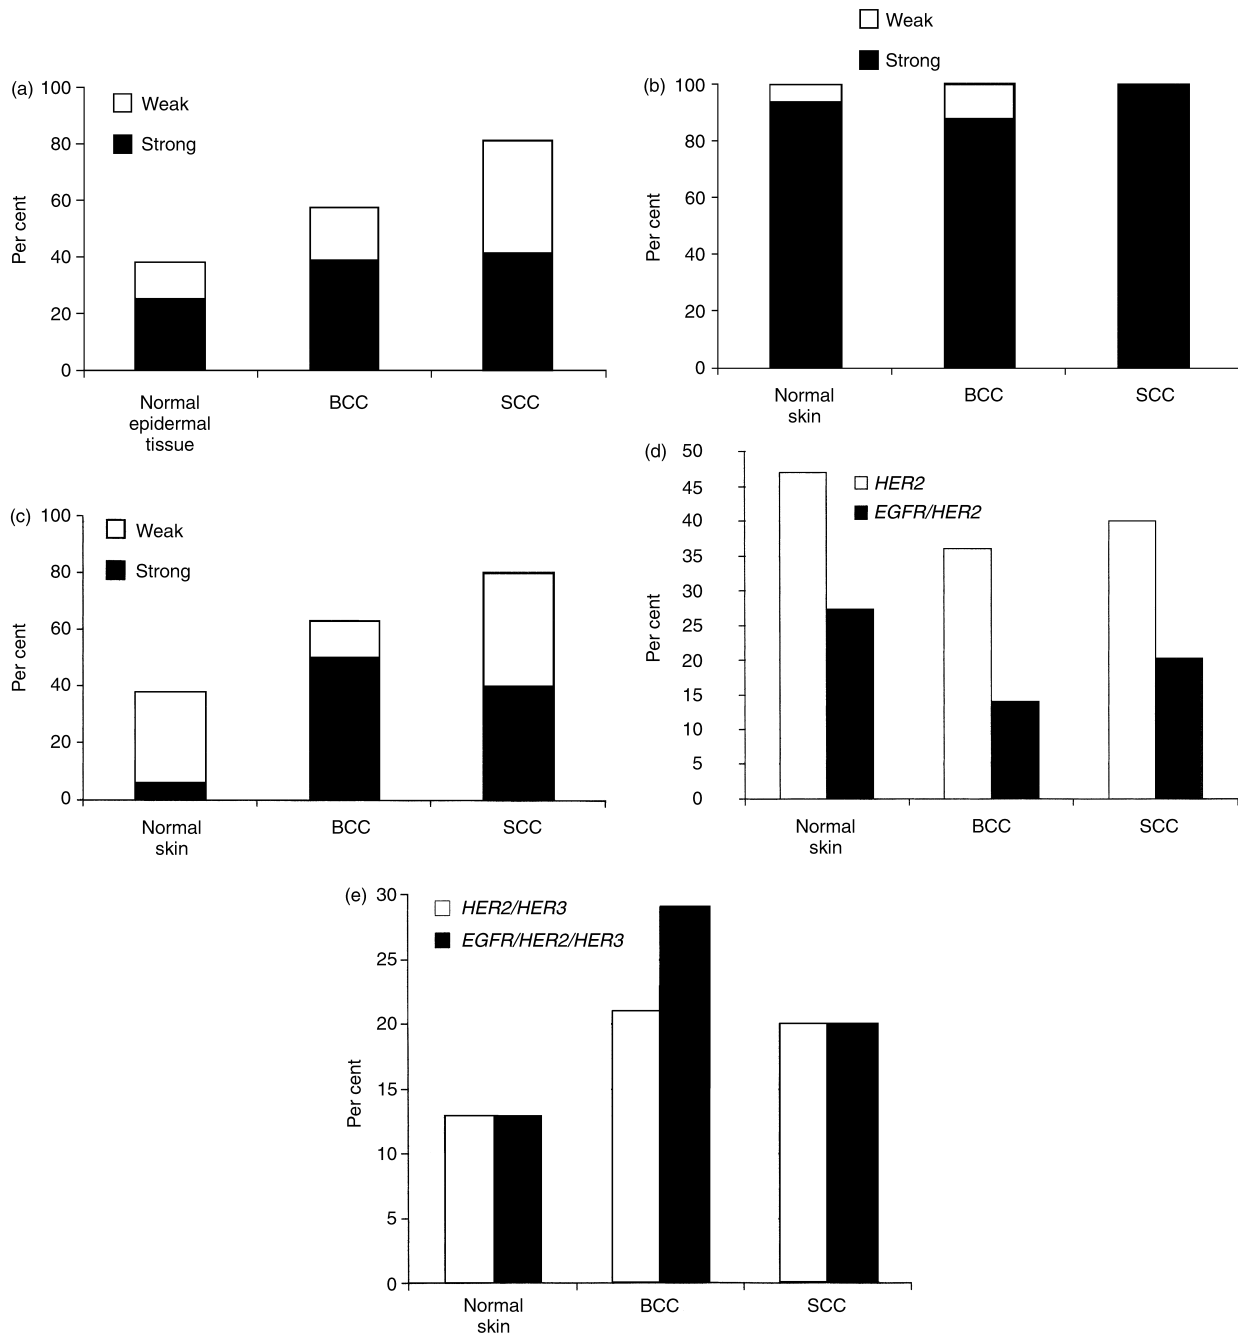 (a)
100
80
60
40
20
0
Per cent
Weak
Strong
Normal
epidermal
tissue
BCC
SCC
(b)
Weak
Strong
100
80
60
40
20
0
Per cent
Normal
skin
BCC
SCC
(c)
100
80
60
40
20
0
Per cent
Weak
Strong
Normal
skin
BCC
SCC
(d)
50
45
40
35
30
25
20
15
10
5
0
Per cent
HER2
EGFR/HER2
Normal
skin
BCC
SCC
(e)
30
25
20
15
10
5
0
Per cent
HER2/HER3
EGFR/HER2/HER3
Normal
skin
BCC
SCC